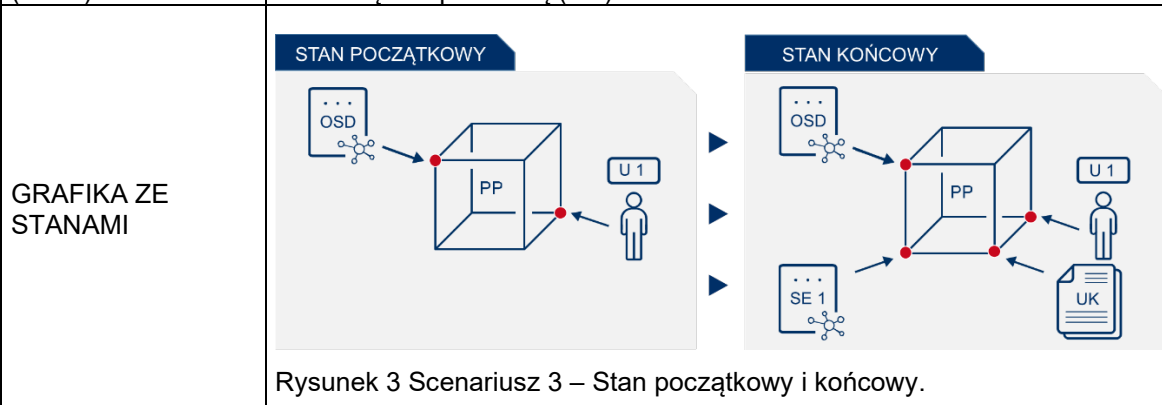 GRAFIKA ZE
STANAMI
STAN POCZĄTKOWY
OSD
PP
U 1
STAN KOŃCOWY
OSD
PP
U 1
SE 1
UK
Rysunek 3 Scenariusz 3 – Stan początkowy i końcowy.